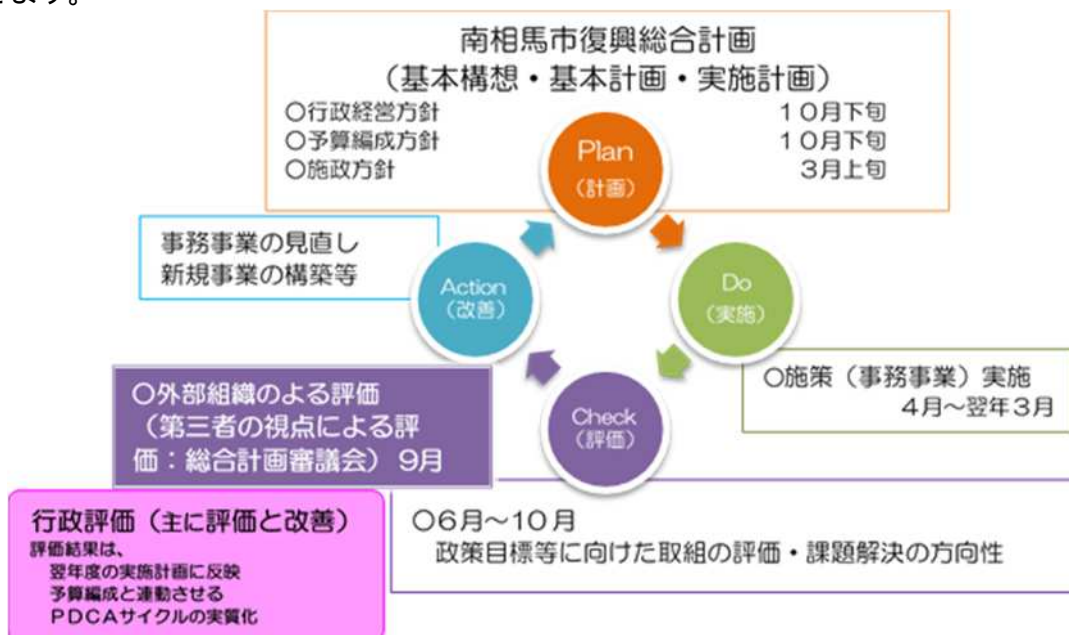 ます。
南相馬市復興総合計画
（基本構想・基本計画・実施計画）
〇行政経営方針　１０月下旬
〇予算編成方針　１０月下旬
〇施政方針　３月上旬
Plan
（計画）
事務事業の見直し
新規事業の構築等
Action
（改善）
Do
（実施）
〇施策（事務事業）実施
４月～翌年３月
Check
（評価）
〇外部組織のよる評価
（第三者の視点による評
価：総合計画審議会）９月
行政評価（主に評価と改善）
評価結果は、
翌年度の実施計画に反映
予算編成と連動させる
ＰＤＣＡサイクルの実質化
〇６月～１０月
政策目標等に向けた取組の評価・課題解決の方向性